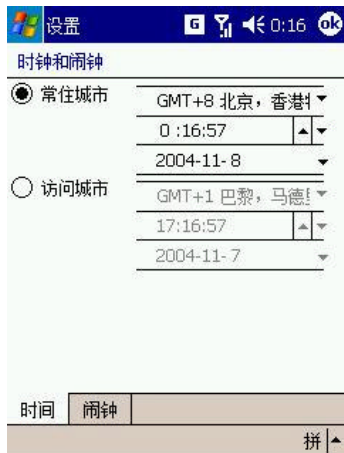 设置 G 0:16 ok
时钟和闹钟
常住城市 GMT+8 北京，香港
0 :16:57
2004-11- 8
访问城市 GMT+1 巴黎，马德
17:16:57
2004-11- 7
时间 闹钟
拼